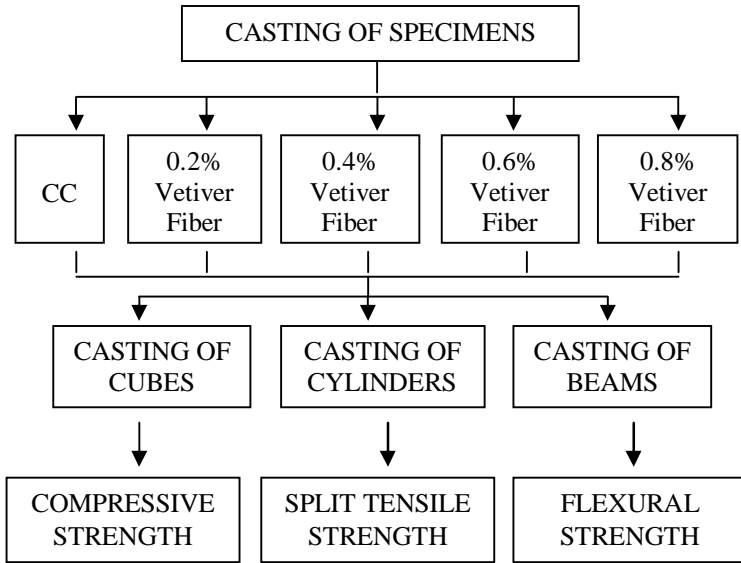 CASTING OF SPECIMENS
CC
0.2%
Vetiver
Fiber
0.4%
Vetiver
Fiber
0.6%
Vetiver
Fiber
0.8%
Vetiver
Fiber
CASTING OF
CUBES
CASTING OF
CYLINDERS
CASTING OF
BEAMS
COMPRESSIVE
STRENGTH
SPLIT TENSILE
STRENGTH
FLEXURAL
STRENGTH